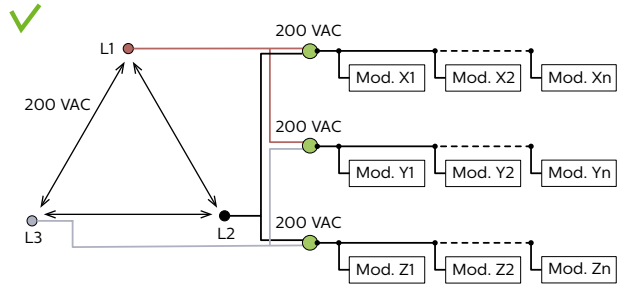 200 VAC
L1
Mod. X1 Mod. X2 Mod. Xn
200 VAC
200 VAC
Mod. Y1 Mod. Y2 Mod. Yn
200 VAC
L3
L2
Mod. Z1 Mod. Z2 Mod. Zn